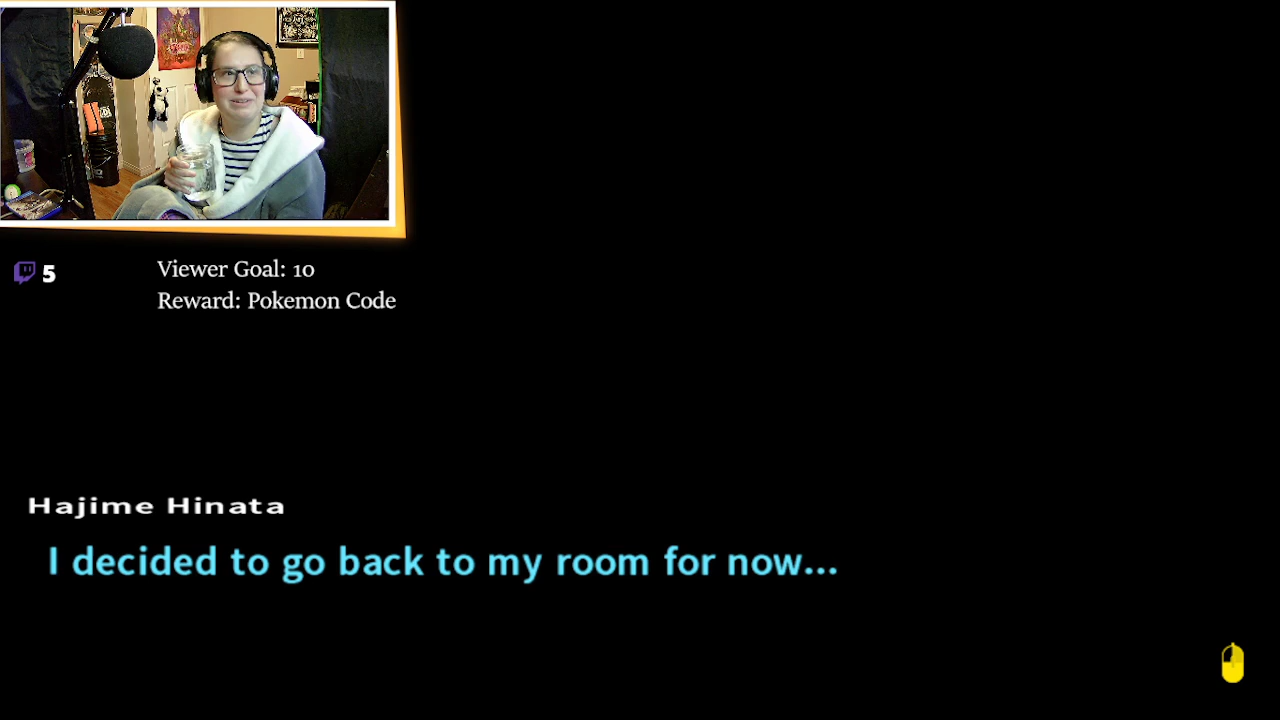 5
Viewer Goal: 10
Reward: Pokemon Code
Hajime Hinata
I decided to go back to my room for now...